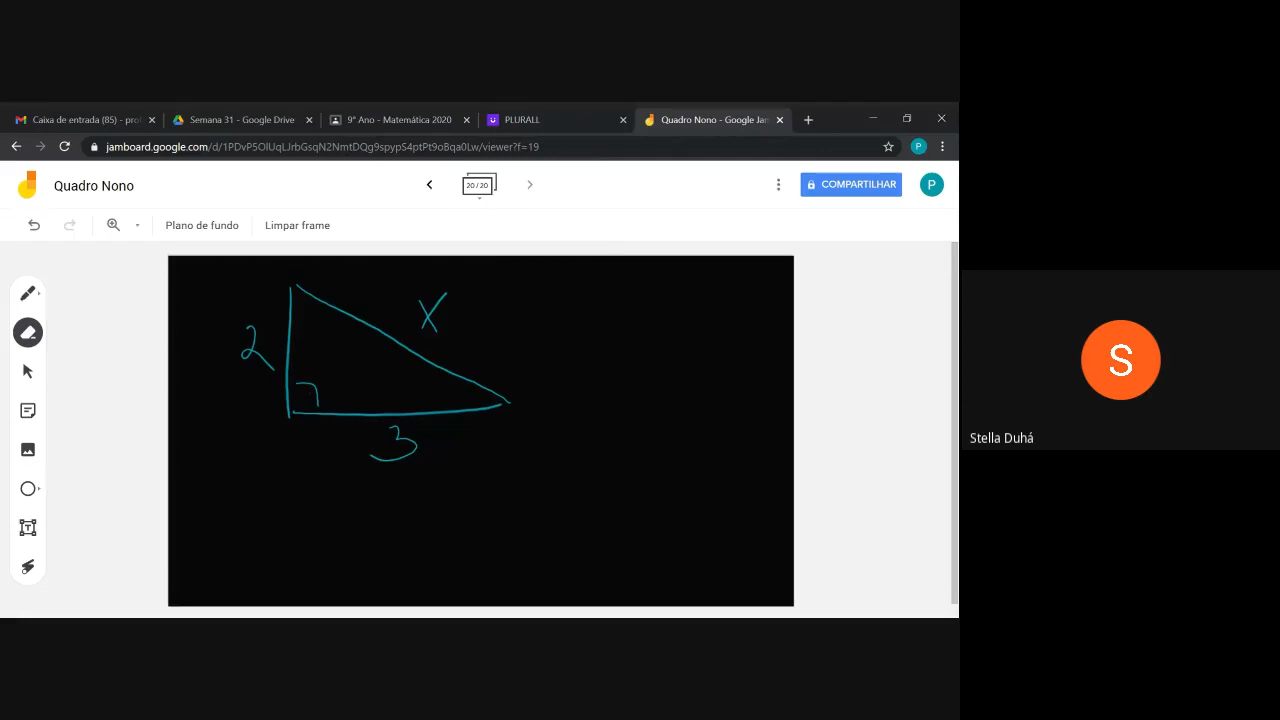 Caixa de entrada (85) - prof
Semana 31 - Google Drive
9º Ano - Matemática 2020
PLURALL
Quadro Nono - Google Jam
jamboard.google.com/d/1PDvP5OIUqLJrbGsqN2NmtDQg9spypS4ptPt9oBqa0Lw/viewer?f=19
P
Quadro Nono
20 / 20
COMPARTILHAR
P
Plano de fundo
Limpar frame
X
2
3
S
Stella Duhá